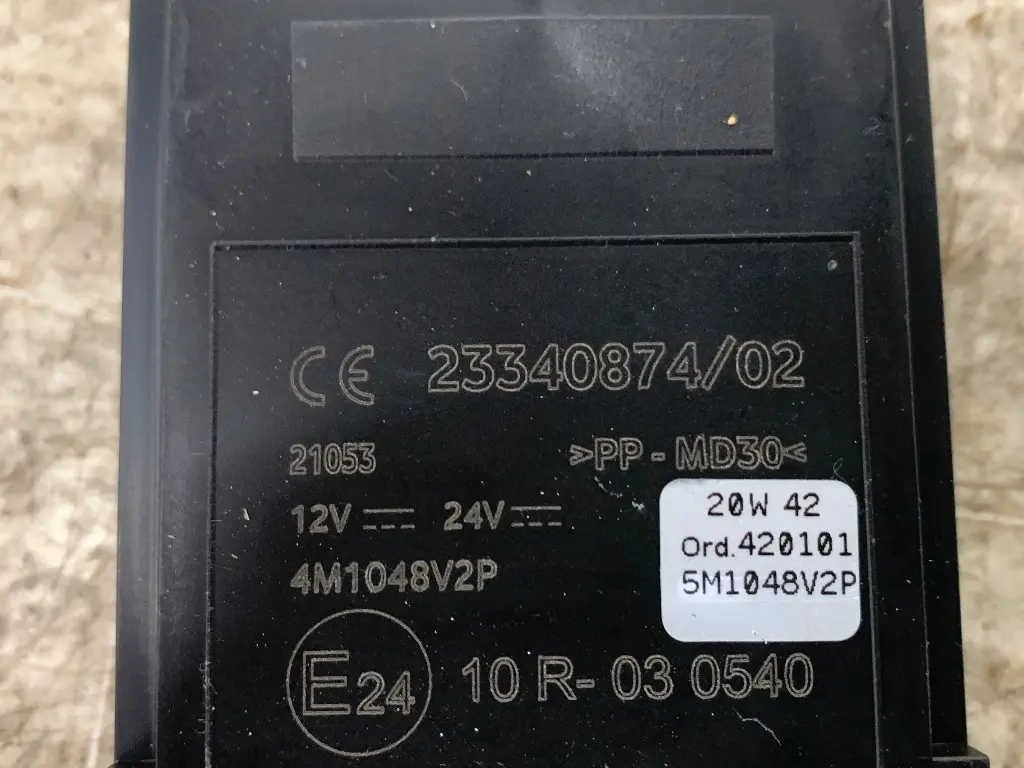 CE 23340874/02
21053 >PP-MD30<
12V 24V
20W 42
Ord.420101
4M1048V2P
5M1048V2P
E24 10 R-03 0540